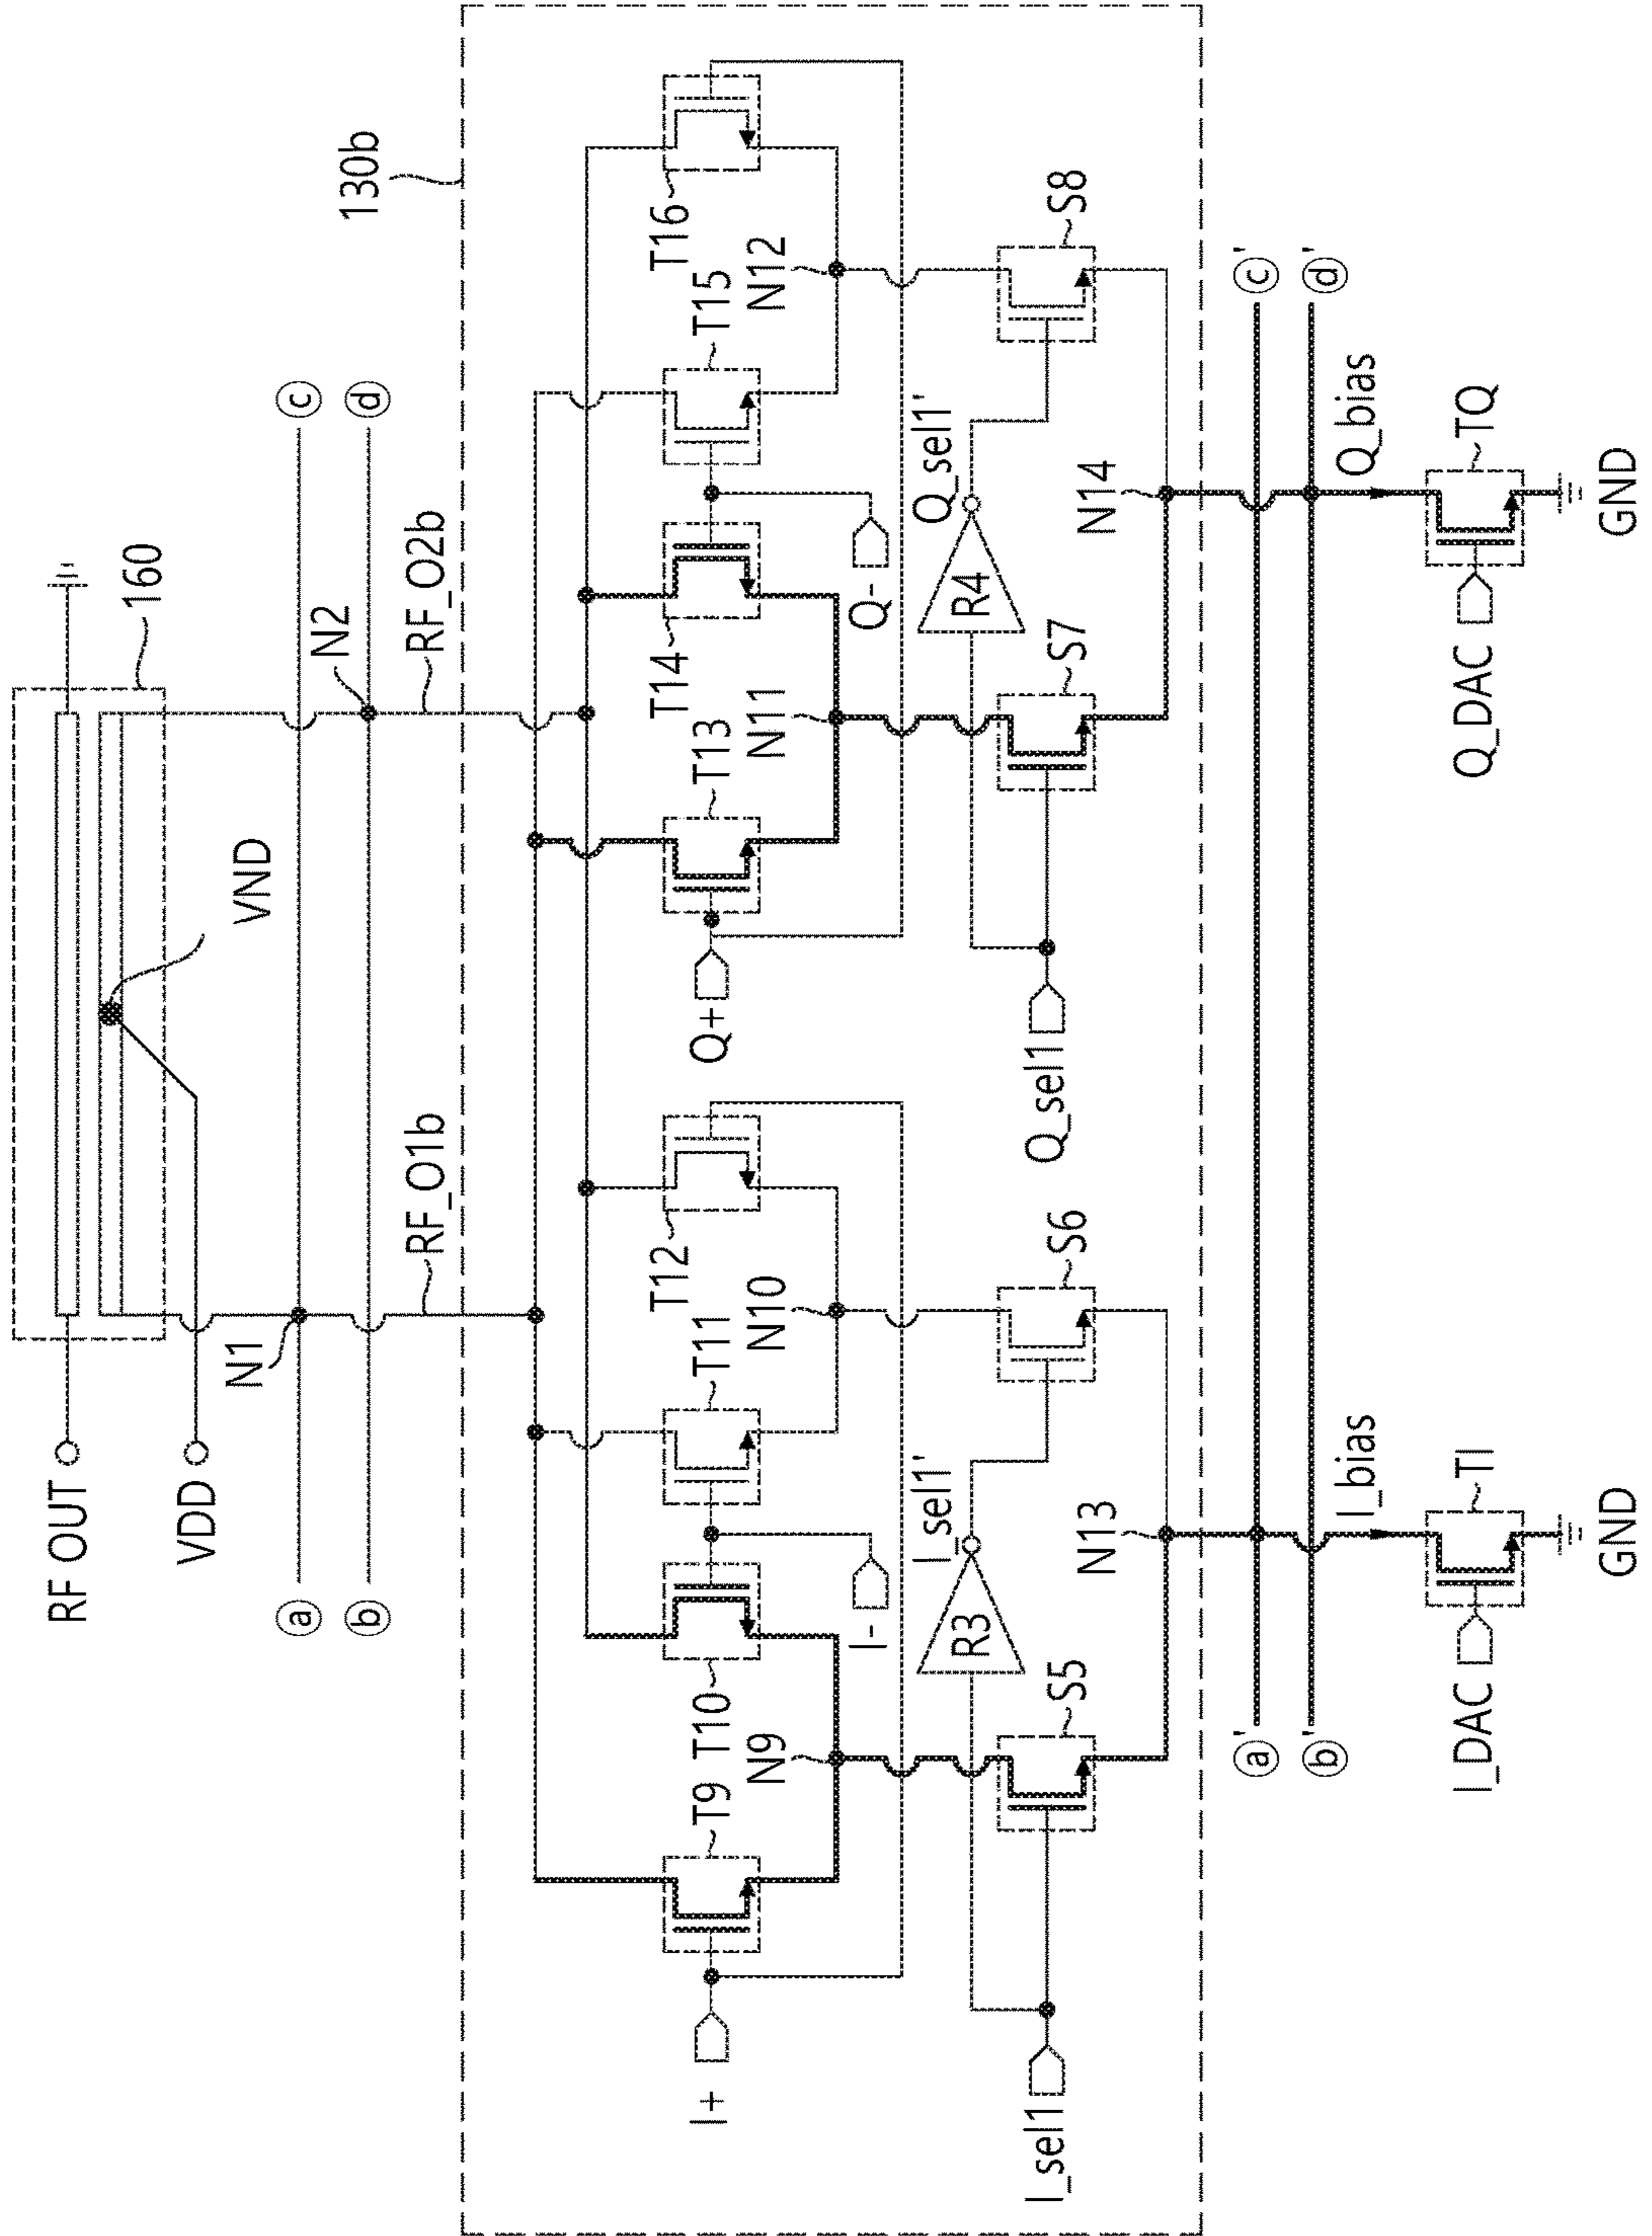 RF OUT
160
VDD
VND
N1
N2
ⓐ
ⓒ
ⓑ
ⓓ
RF_O1b
RF_O2b
130b
I+
T9
T10
T11
T12
Q+
T13
T14
T15
T16
N9
N10
N11
N12
I-
Q-
R3
I_sel1'
R4
Q_sel1'
I_sel1
S5
S6
Q_sel1
S7
S8
N13
N14
ⓐ'
ⓒ'
ⓑ'
ⓓ'
I_bias
Q_bias
I_DAC
TI
Q_DAC
TQ
GND
GND